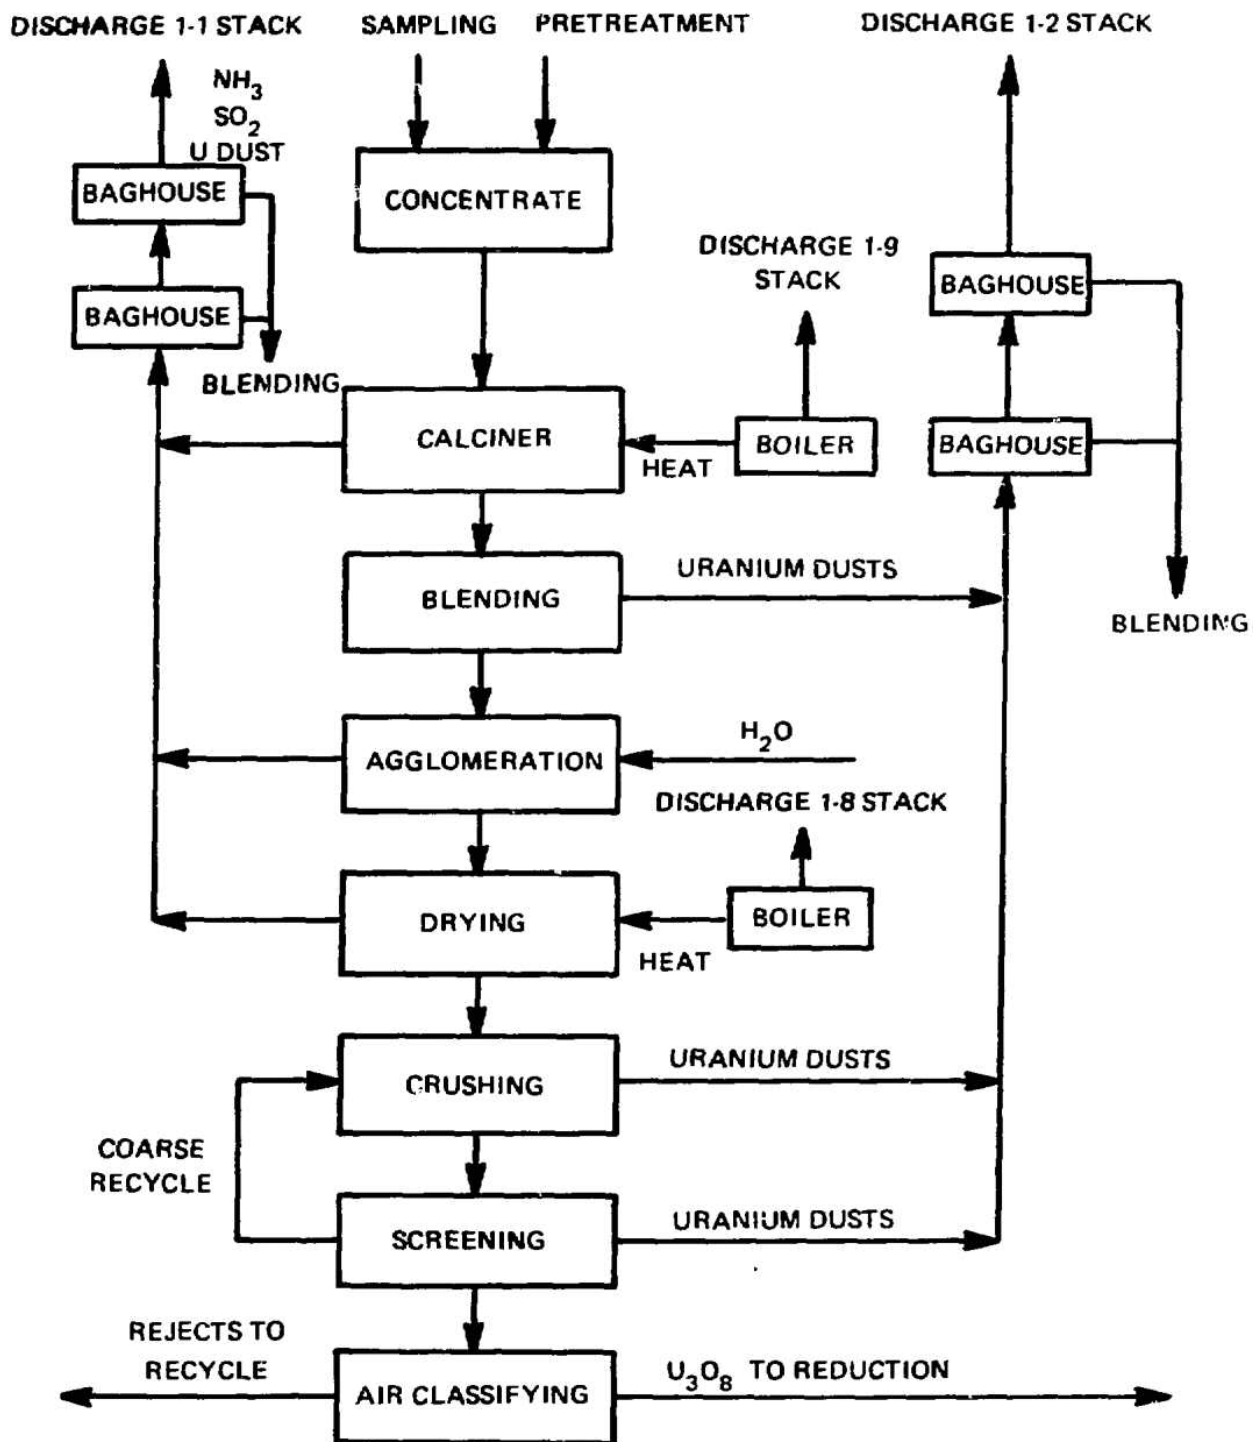 DISCHARGE 1-1 STACK
SAMPLING
PRETREATMENT
DISCHARGE 1-2 STACK
NH3
SO2
U DUST
BAGHOUSE
CONCENTRATE
DISCHARGE 1-9
STACK
BAGHOUSE
BAGHOUSE
BLENDING
CALCINER
HEAT
BOILER
BAGHOUSE
BLENDING
URANIUM DUSTS
BLENDING
AGGLOMERATION
H2O
DISCHARGE 1-8 STACK
DRYING
HEAT
BOILER
CRUSHING
URANIUM DUSTS
COARSE
RECYCLE
SCREENING
URANIUM DUSTS
REJECTS TO
RECYCLE
AIR CLASSIFYING
U3O8 TO REDUCTION